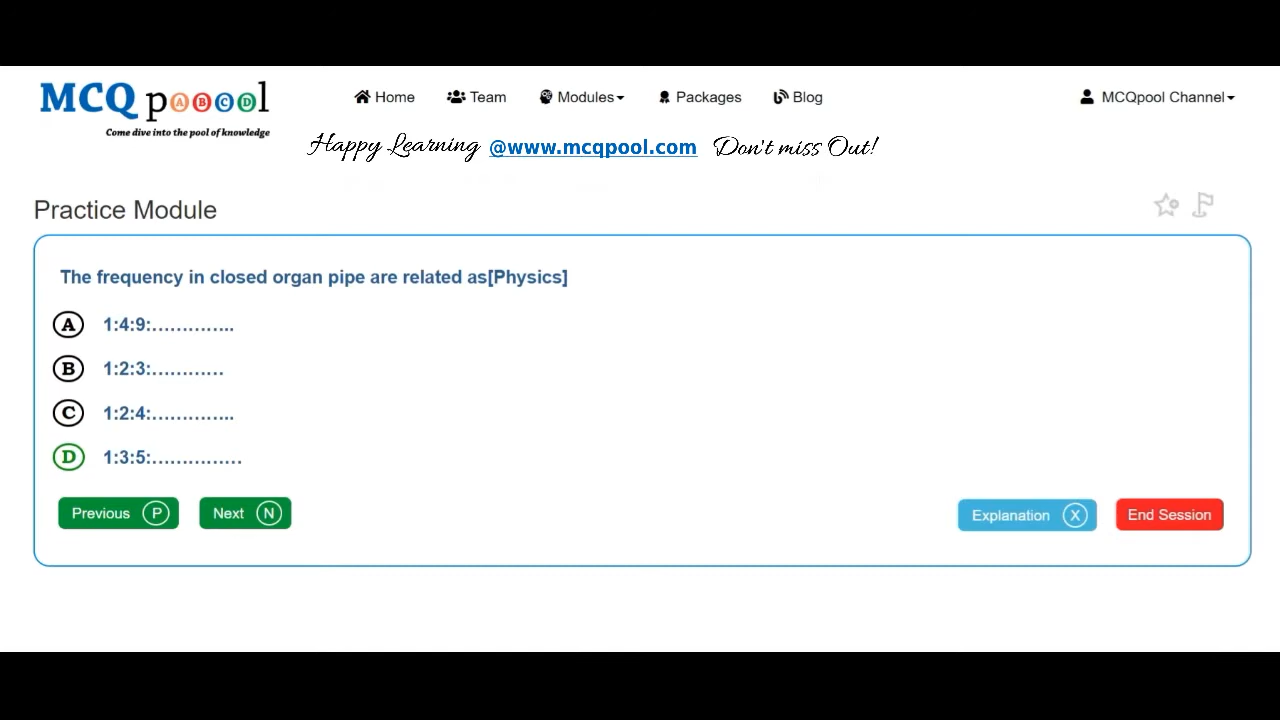 MCQ pooool
Come dive into the pool of knowledge
Home Team Modules Packages Blog MCQpool Channel
Happy Learning @www.mcqpool.com Don't miss Out!
Practice Module
The frequency in closed organ pipe are related as[Physics]
A 1:4:9:…………..
B 1:2:3:…………
C 1:2:4:…………..
D 1:3:5:……………
Previous P Next N Explanation X End Session